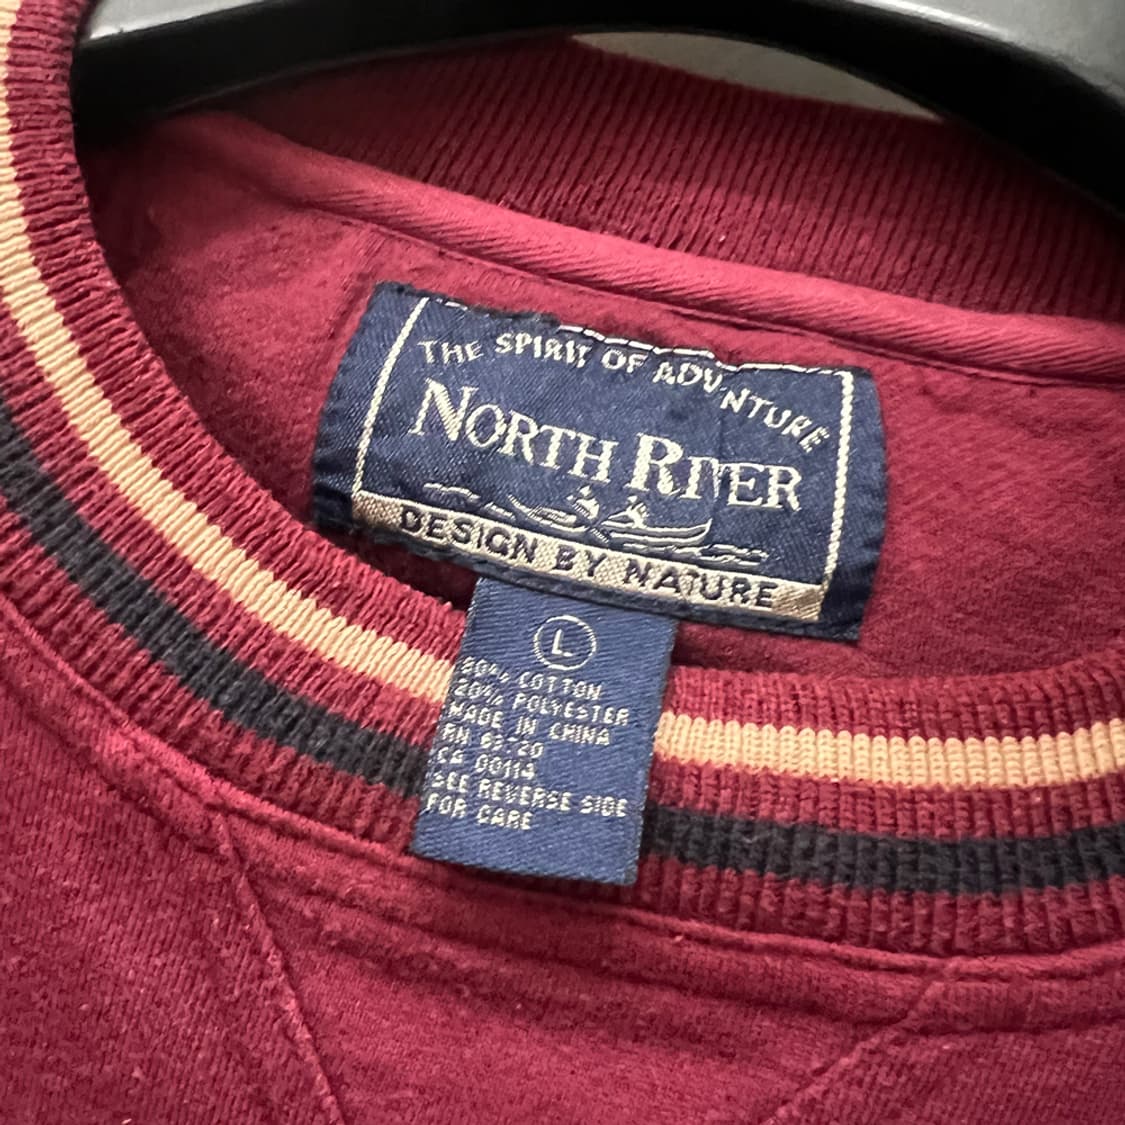 THE SPIRIT OF ADVENTURE
NORTH RIVER
DESIGN BY NATURE
L
80% COTTON
20% POLYESTER
MADE IN CHINA
RN
CA 00114
SEE REVERSE SIDE
FOR CARE